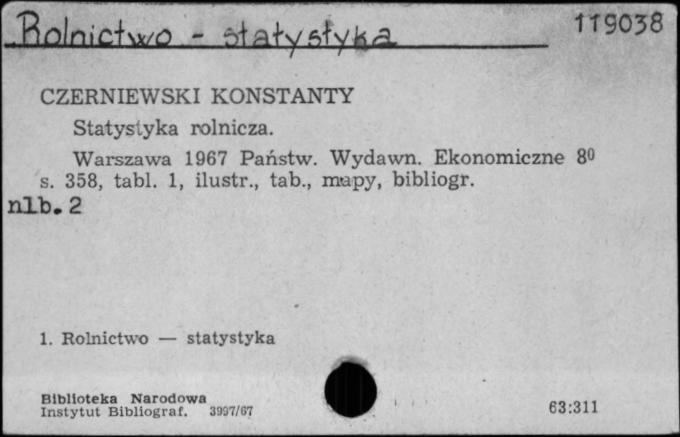 Rolnictwo - statystyka 119038
CZERNIEWSKI KONSTANTY
Statystyka rolnicza.
Warszawa 1967 Państw. Wydawn. Ekonomiczne 8⁰
s. 358, tabl. 1, ilustr., tab., mapy, bibliogr.
nlb. 2
1. Rolnictwo — statystyka
Biblioteka Narodowa
Instytut Bibliograf. 3997/67 63:311